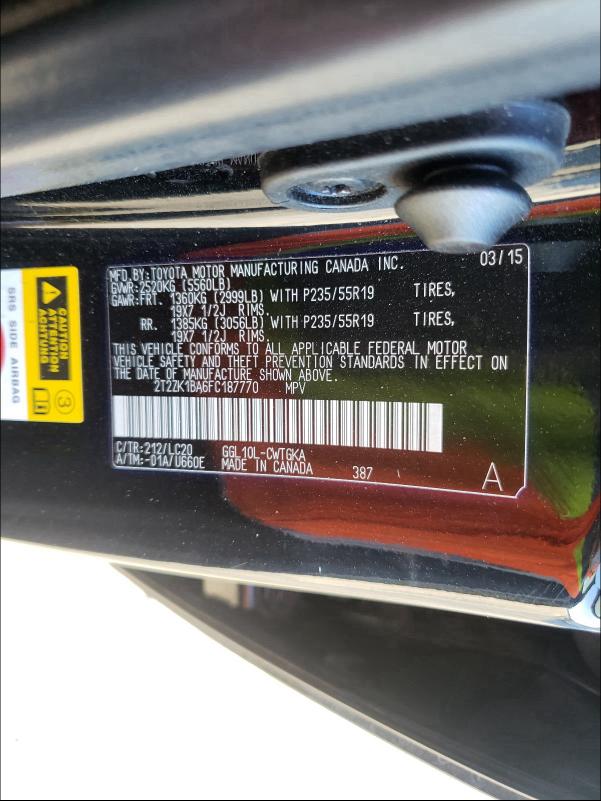 MFD.BY:TOYOTA MOTOR MANUFACTURING CANADA INC. 03/15
GVWR:2520KG (5560LB)
GAWR:FRT. 1360KG (2999LB) WITH P235/55R19 TIRES,
19X7 1/2J RIMS.
RR. 1385KG (3056LB) WITH P235/55R19 TIRES,
19X7 1/2J RIMS.
THIS VEHICLE CONFORMS TO ALL APPLICABLE FEDERAL MOTOR
VEHICLE SAFETY AND THEFT PREVENTION STANDARDS IN EFFECT ON
THE DATE OF MANUFACTURE SHOWN ABOVE.
2T2ZK1BA6FC187770 MPV
C/TR:212/LC20 GGL10L-CWTGKA
A/TM:-01A/U660E MADE IN CANADA 387 A
SRS SIDE AIRBAG
CAUTION
ATTENTION
3